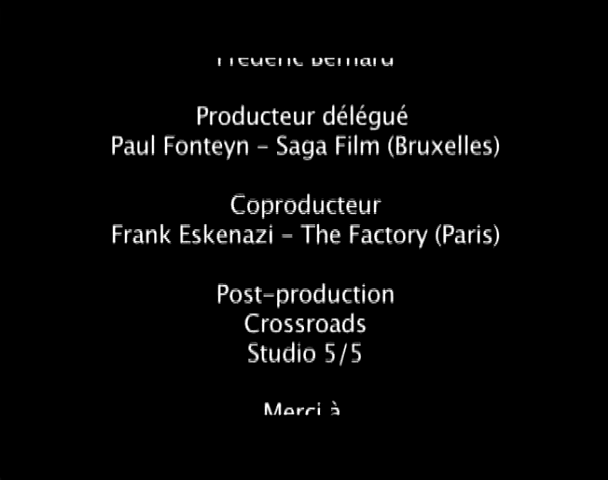 Frédéric Bernard
Producteur délégué
Paul Fonteyn - Saga Film (Bruxelles)
Coproducteur
Frank Eskenazi - The Factory (Paris)
Post-production
Crossroads
Studio 5/5
Merci à